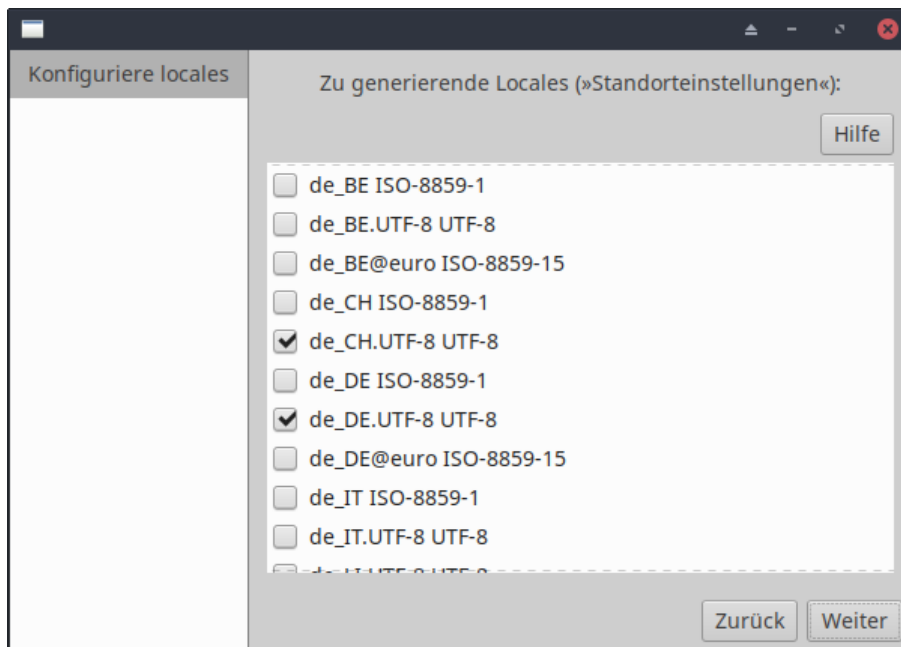 Konfiguriere locales
Zu generierende Locales (»Standorteinstellungen«):
Hilfe
de_BE ISO-8859-1
de_BE.UTF-8 UTF-8
de_BE@euro ISO-8859-15
de_CH ISO-8859-1
de_CH.UTF-8 UTF-8
de_DE ISO-8859-1
de_DE.UTF-8 UTF-8
de_DE@euro ISO-8859-15
de_IT ISO-8859-1
de_IT.UTF-8 UTF-8
Zurück
Weiter